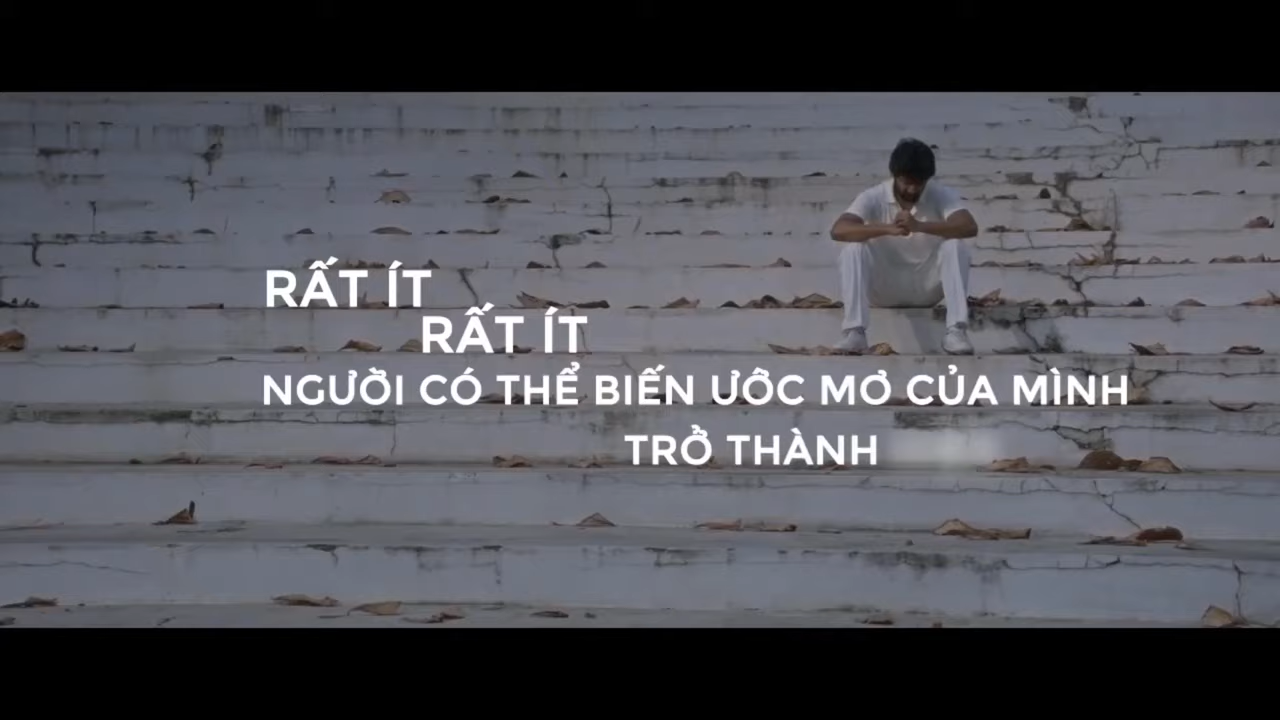 RẤT ÍT
RẤT ÍT
NGƯỜI CÓ THỂ BIẾN ƯỚC MƠ CỦA MÌNH
TRỞ THÀNH